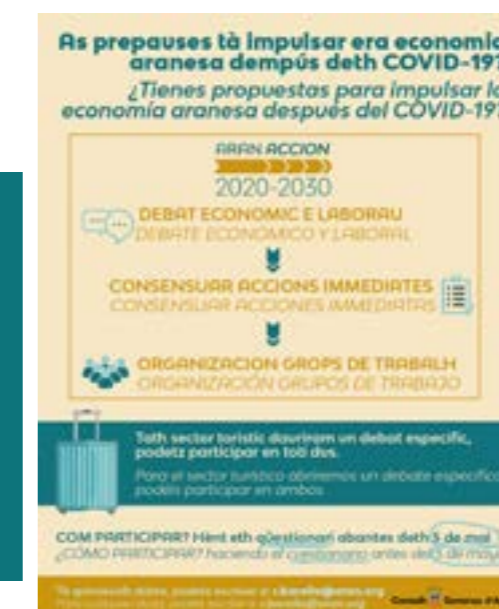 As prepauses tà impulsar era economia
aranesa dempús deth COVID-19?
¿Tienes propuestas para impulsar la
economía aranesa después del COVID-19?
ARAN ACCION
2020-2030
DEBAT ECONOMIC E LABORAU
DEBATE ECONÓMICO Y LABORAL
CONSENSUAR ACCIONS IMMEDIATES
CONSENSUAR ACCIONES IMMEDIATAS
ORGANIZACION GROPS DE TRABALH
ORGANIZACIÓN GRUPOS DE TRABAJO
Tath sector toristic dauriram un debat especific,
podetz participar en toti dus.
Para el sector turístico abriremos un debate específico
podéis participar en ambos
COM PARTICIPAR? Hènt eth qüestionari abantes deth 5 de mai
¿CÓMO PARTICIPAR? haciendo el cuestionario antes del 5 de mayo